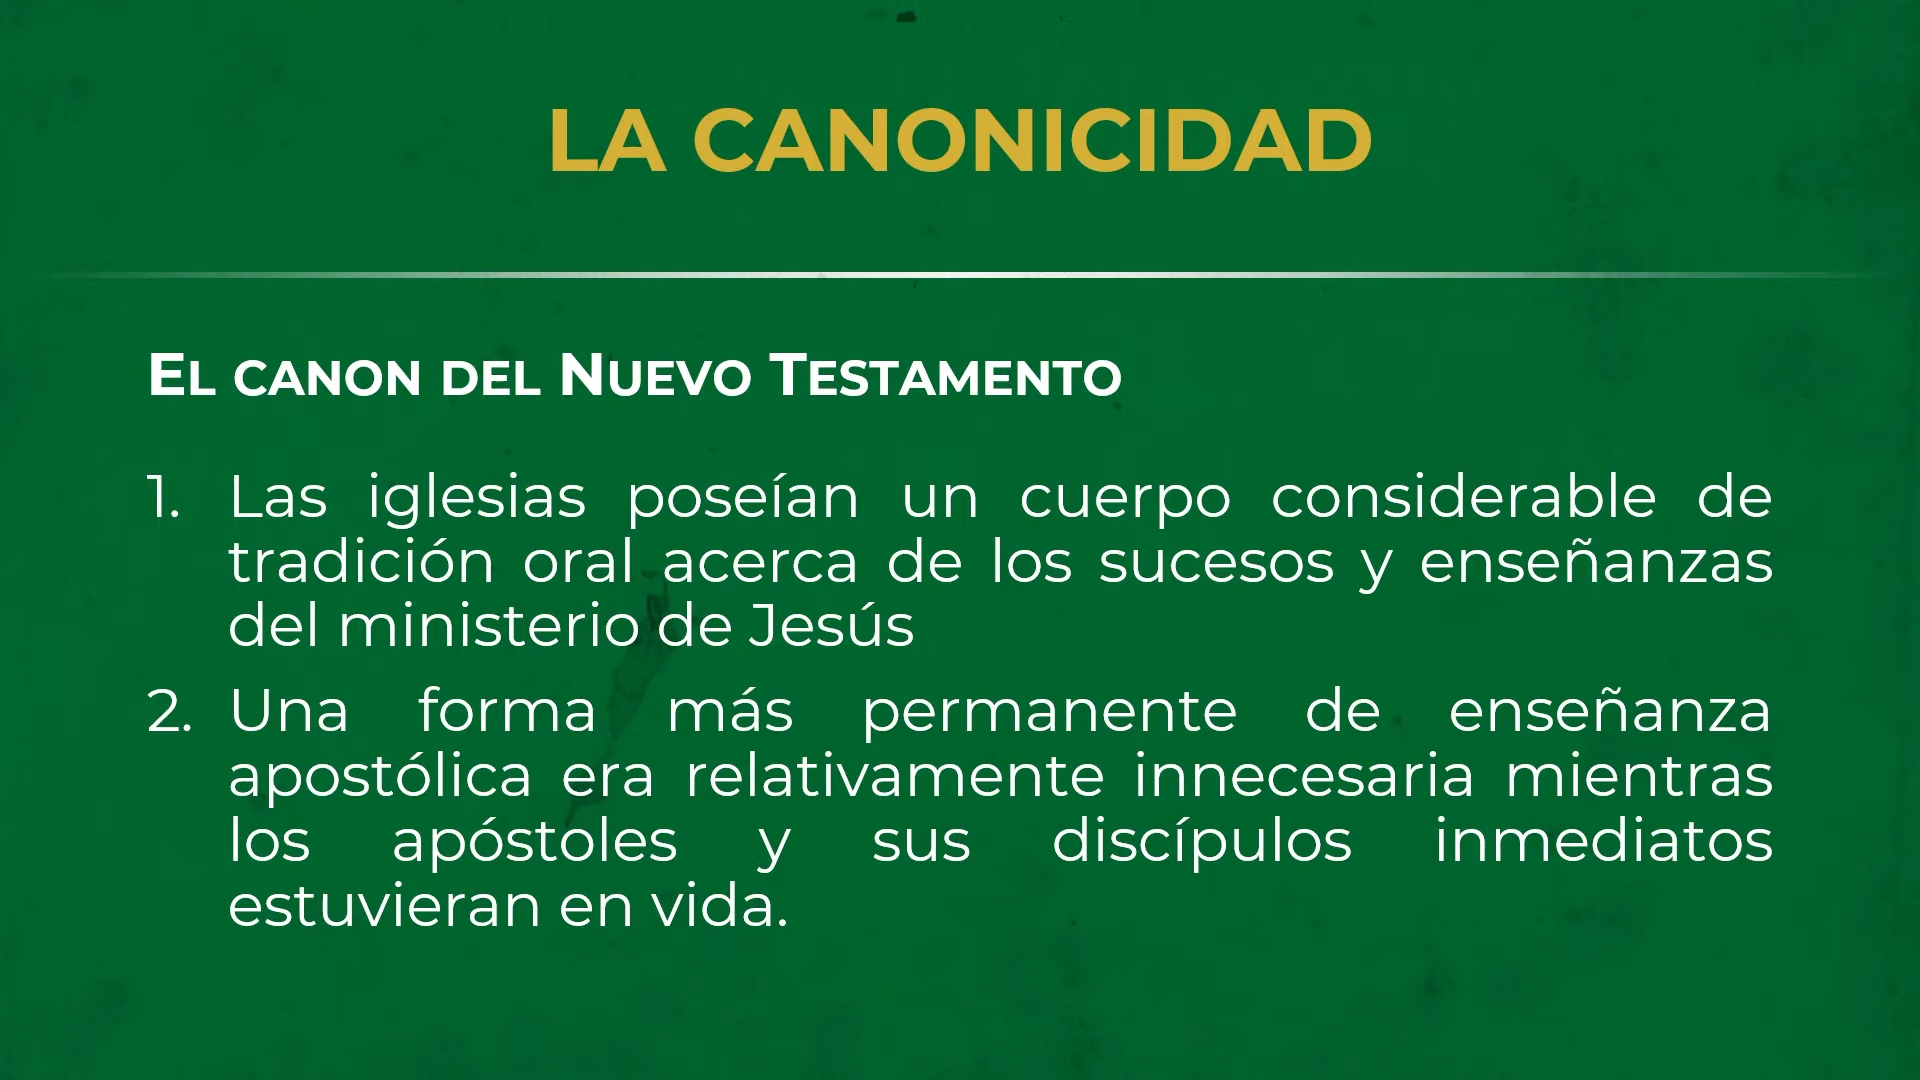 LA CANONICIDAD
EL CANON DEL NUEVO TESTAMENTO
1. Las iglesias poseían un cuerpo considerable de
tradición oral acerca de los sucesos y enseñanzas
del ministerio de Jesús
2. Una forma más permanente de enseñanza
apostólica era relativamente innecesaria mientras
los apóstoles y sus discípulos inmediatos
estuvieran en vida.